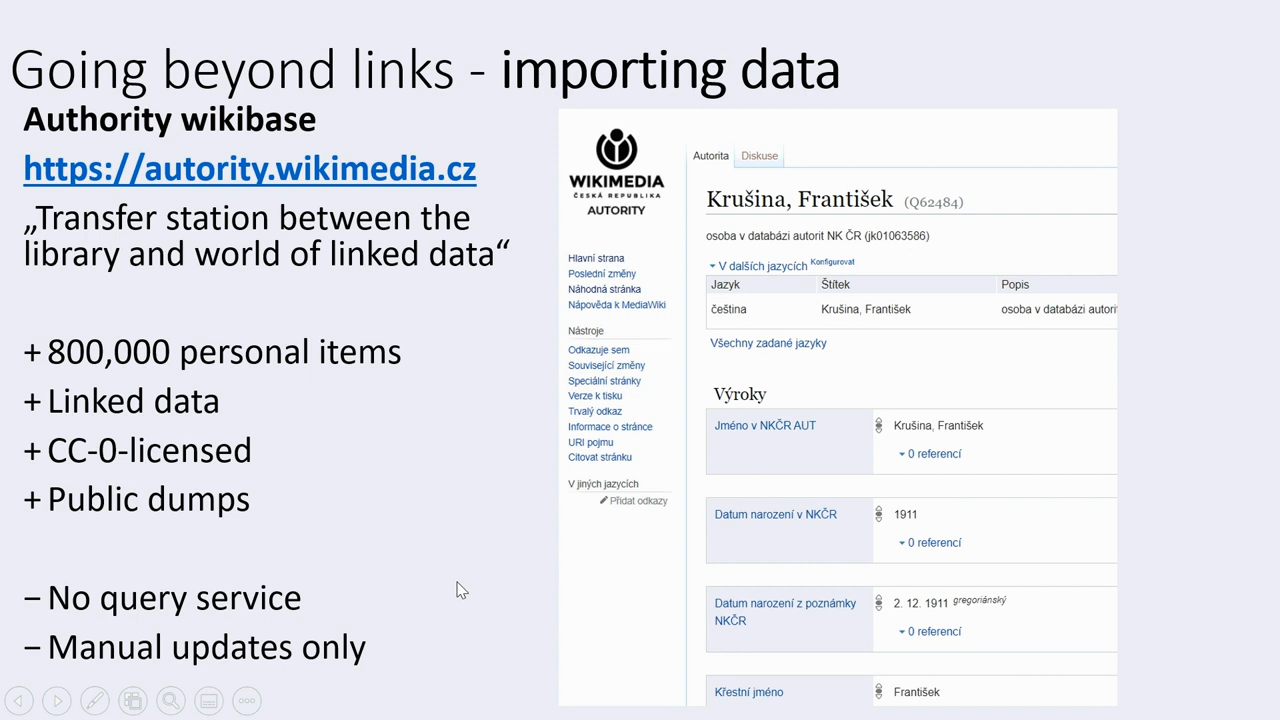 Going beyond links - importing data
Authority wikibase
https://autority.wikimedia.cz
„Transfer station between the
library and world of linked data“
+ 800,000 personal items
+ Linked data
+ CC-0-licensed
+ Public dumps
− No query service
− Manual updates only
WIKIMEDIA
ČESKÁ REPUBLIKA
AUTORITY
Hlavní strana
Poslední změny
Náhodná stránka
Nápověda k MediaWiki
Nástroje
Odkazuje sem
Související změny
Speciální stránky
Verze k tisku
Trvalý odkaz
Informace o stránce
URI pojmu
Citovat stránku
V jiných jazycích
Přidat odkazy
Autorita Diskuse
Krušina, František (Q62484)
osoba v databázi autorit NK ČR (jk01063586)
V dalších jazycích Konfigurovat
Jazyk Štítek Popis
čeština Krušina, František osoba v databázi autorit
Všechny zadané jazyky
Výroky
Jméno v NKČR AUT Krušina, František
0 referencí
Datum narození v NKČR 1911
0 referencí
Datum narození z poznámky 2. 12. 1911 gregoriánský
NKČR
0 referencí
Křestní jméno František